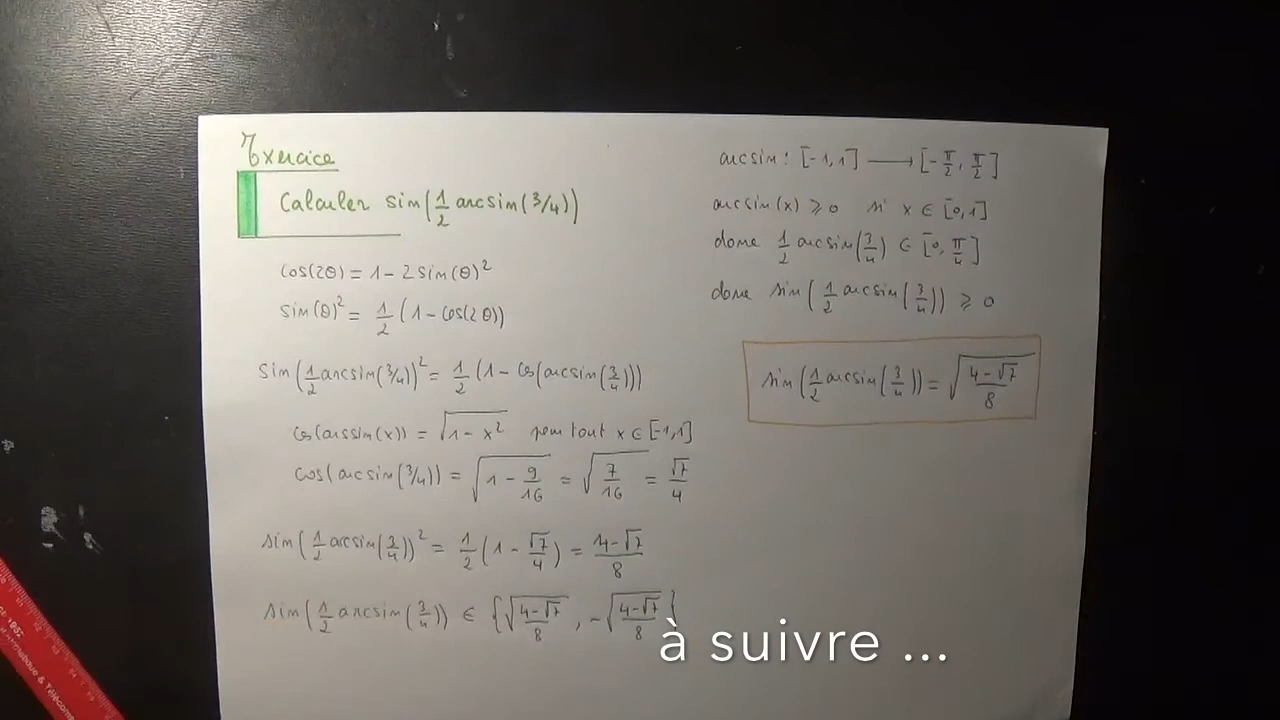 Exercice
Calculer sin(1/2 arcsin(3/4))
cos(2θ) = 1 - 2 sin(θ)²
sin(θ)² = 1/2 (1 - cos(2θ))
sin(1/2 arcsin(3/4))² = 1/2 (1 - cos(arcsin(3/4)))
cos(arcsin(x)) = √(1 - x²) pour tout x ∈ [-1,1]
cos(arcsin(3/4)) = √(1 - 9/16) = √(7/16) = √7/4
sin(1/2 arcsin(3/4))² = 1/2 (1 - √7/4) = (4-√7)/8
sin(1/2 arcsin(3/4)) ∈ {√((4-√7)/8), -√((4-√7)/8)}
arcsin : [-1,1] ⟶ [-π/2, π/2]
arcsin(x) ⩾ 0 si x ∈ [0,1]
donc 1/2 arcsin(3/4) ∈ [0, π/4]
donc sin(1/2 arcsin(3/4)) ⩾ 0
sin(1/2 arcsin(3/4)) = √((4-√7)/8)
à suivre ...